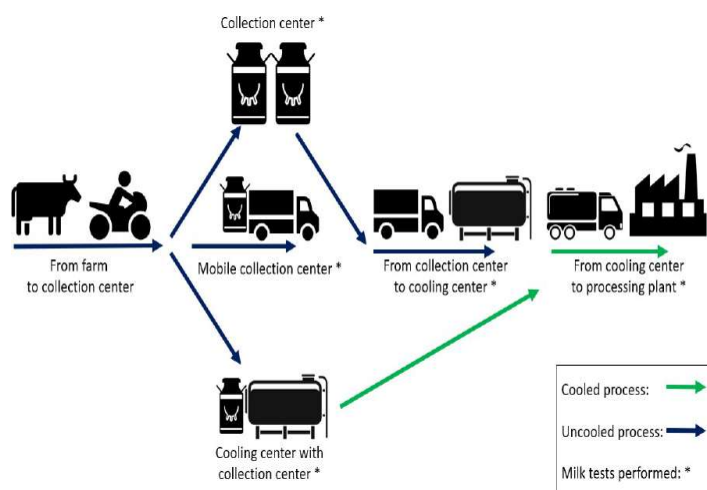 Collection center *
From farm
to collection center
Mobile collection center *
From collection center
to cooling center *
From cooling center
to processing plant *
Cooling center with
collection center *
Cooled process:
Uncooled process:
Milk tests performed: *